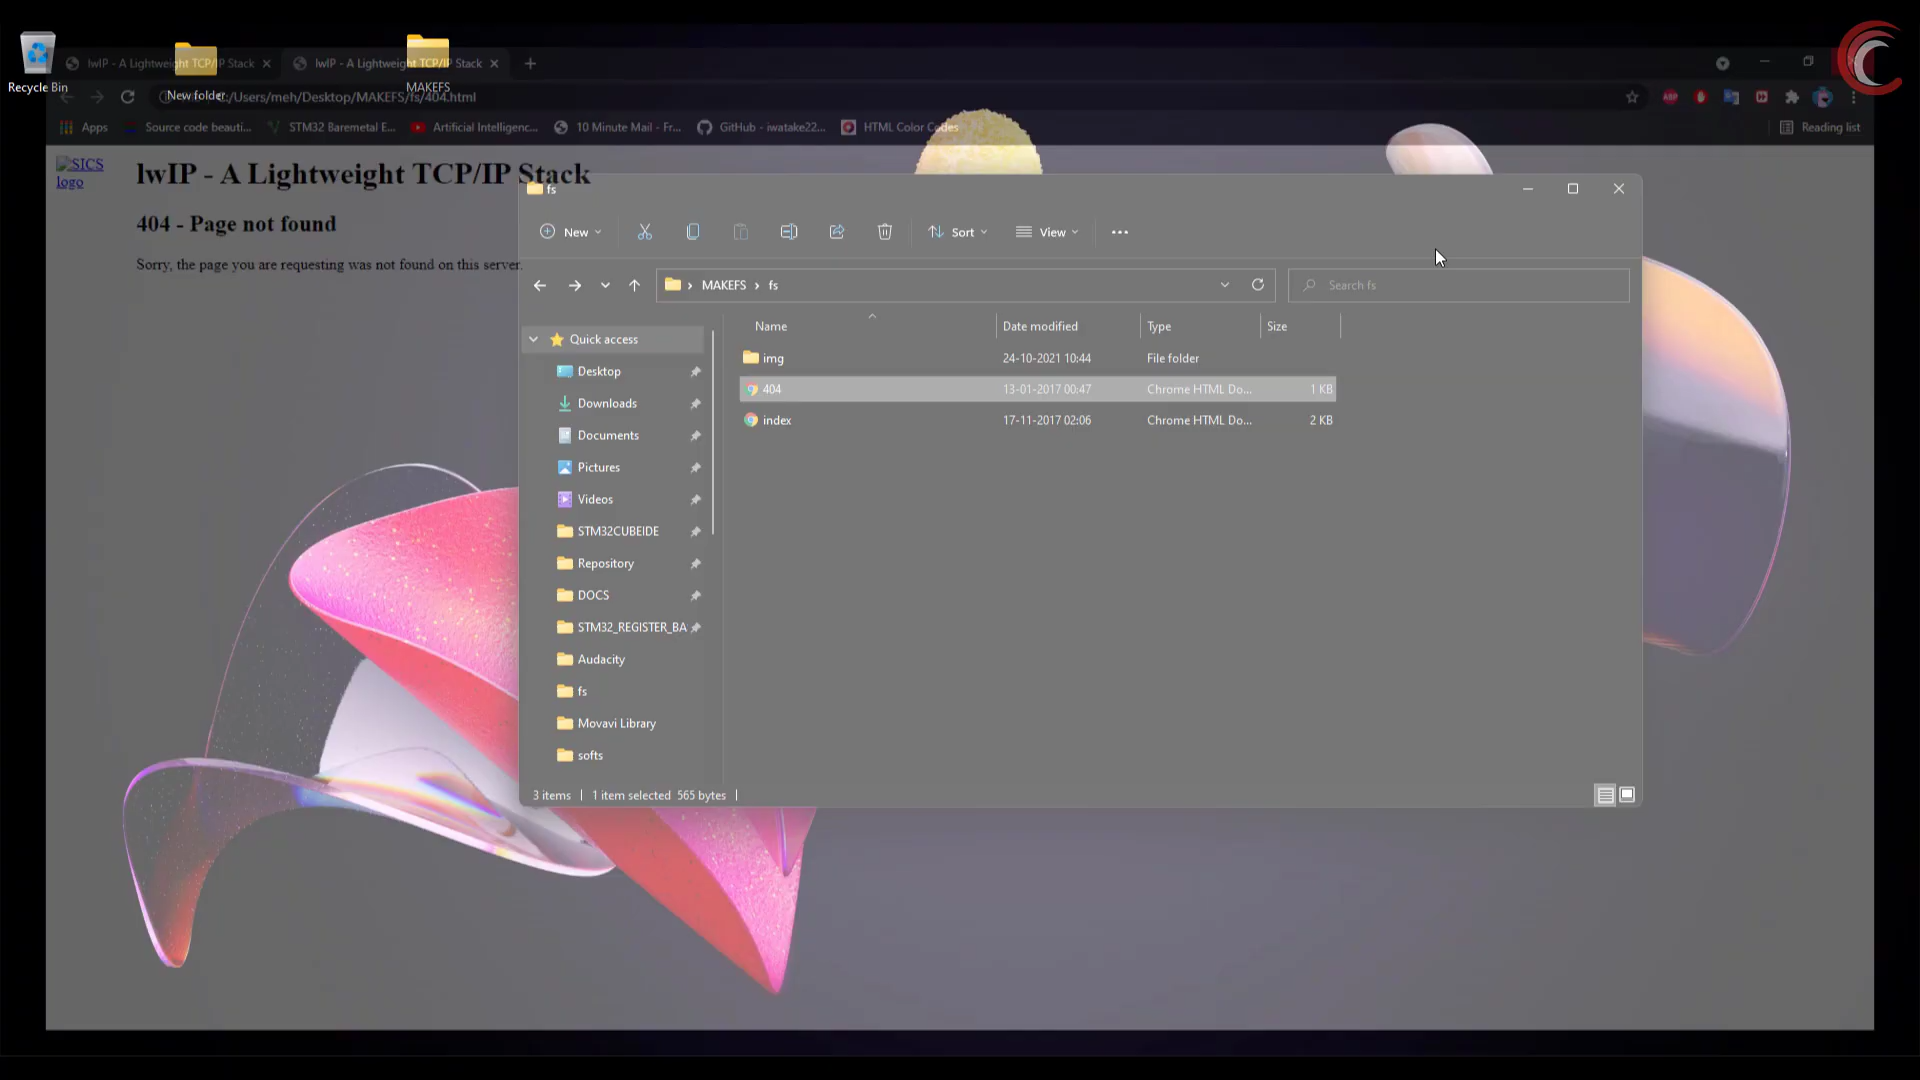 Recycle Bin
New folder
MAKEFS
lwIP - A Lightweight TCP/IP Stack
lwIP - A Lightweight TCP/IP Stack
C:/Users/meh/Desktop/MAKEFS/fs/404.html
Apps
Source code beauti...
STM32 Baremetal E...
Artificial Intelligenc...
10 Minute Mail - Fr...
GitHub - iwatake22...
HTML Color Codes
Reading list
SICS logo
lwIP - A Lightweight TCP/IP Stack
404 - Page not found
Sorry, the page you are requesting was not found on this server.
fs
New
Sort
View
MAKEFS > fs
Search fs
Name Date modified Type Size
img 24-10-2021 10:44 File folder
404 13-01-2017 00:47 Chrome HTML Do... 1 KB
index 17-11-2017 02:06 Chrome HTML Do... 2 KB
Quick access
Desktop
Downloads
Documents
Pictures
Videos
STM32CUBEIDE
Repository
DOCS
STM32_REGISTER_BA
Audacity
fs
Movavi Library
softs
3 items
1 item selected 565 bytes